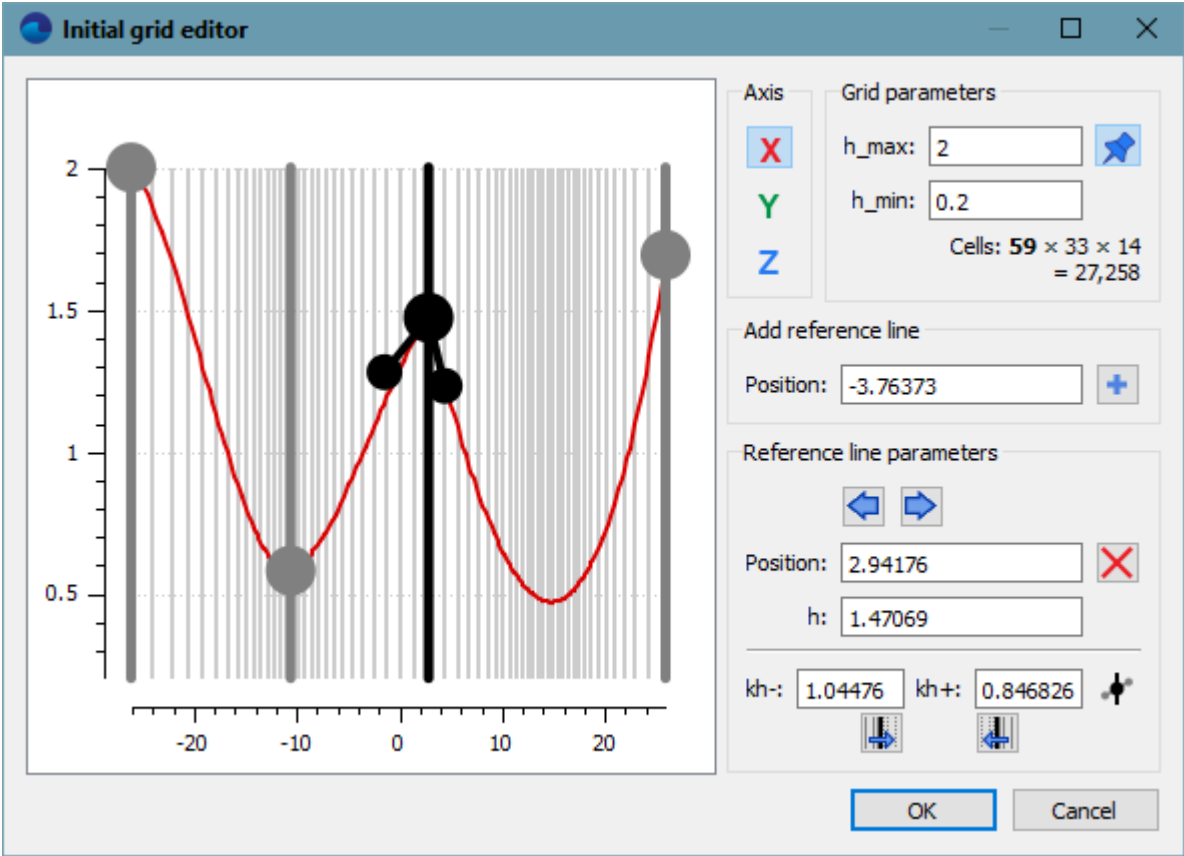 Initial grid editor
2
1.5
1
0.5
-20 -10 0 10 20
Axis
X
Y
Z
Grid parameters
h_max: 2
h_min: 0.2
Cells: 59 × 33 × 14
= 27,258
Add reference line
Position: -3.76373
Reference line parameters
Position: 2.94176
h: 1.47069
kh-: 1.04476 kh+: 0.846826
OK Cancel